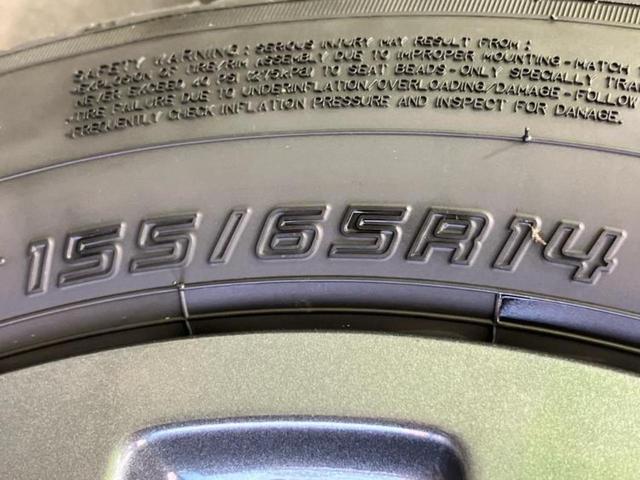 SAFETY WARNING: SERIOUS INJURY MAY RESULT FROM:
•EXPLOSION OF TIRE/RIM ASSEMBLY DUE TO IMPROPER MOUNTING-MATCH
NEVER EXCEED 40 PSI (275KPa) TO SEAT BEADS-ONLY SPECIALLY
•TIRE FAILURE DUE TO UNDERINFLATION/OVERLOADING/DAMAGE-FOLLOW
FREQUENTLY CHECK INFLATION PRESSURE AND INSPECT FOR DAMAGE.
155/65R14